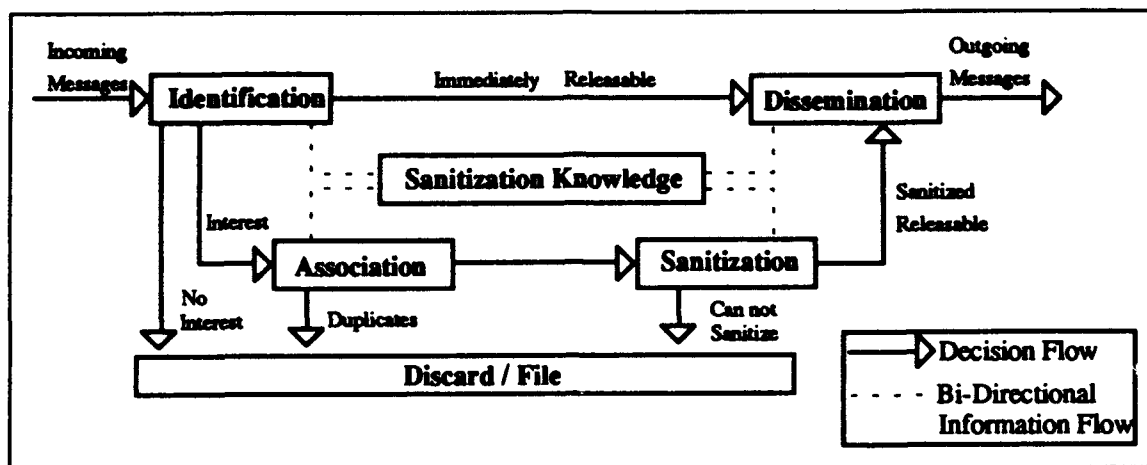 Incoming
Messages
Outgoing
Messages
Identification
Immediately Releasable
Dissemination
Sanitization Knowledge
Interest
Sanitized
Releasable
Association
Sanitization
No
Interest
Duplicates
Can not
Sanitize
Discard / File
Decision Flow
Bi-Directional
Information Flow